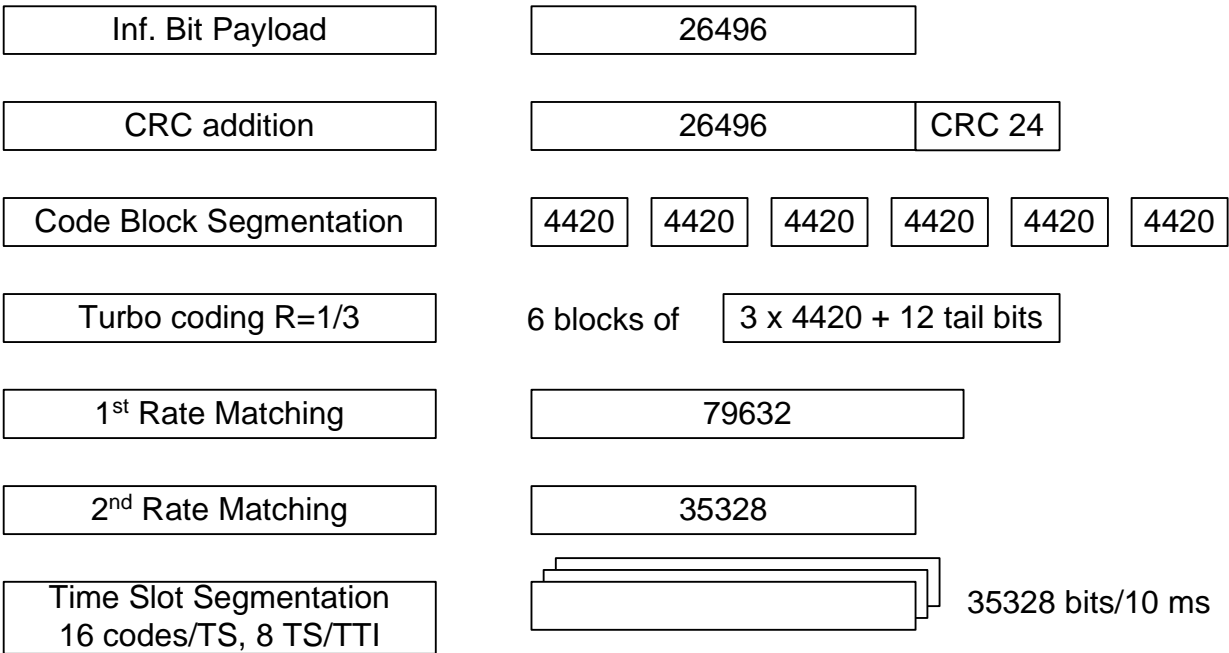 Inf. Bit Payload 26496
CRC addition 26496 CRC 24
Code Block Segmentation 4420 4420 4420 4420 4420 4420
Turbo coding R=1/3 6 blocks of 3 x 4420 + 12 tail bits
1st Rate Matching 79632
2nd Rate Matching 35328
Time Slot Segmentation
16 codes/TS, 8 TS/TTI
35328 bits/10 ms